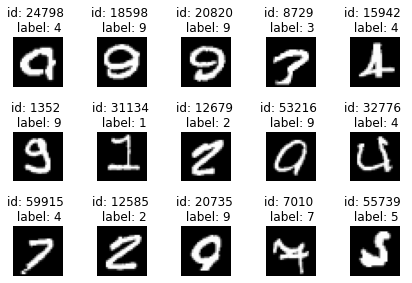 id: 24798 id: 18598 id: 20820 id: 8729 id: 15942
label: 4 label: 9 label: 9 label: 3 label: 4
id: 1352 id: 31134 id: 12679 id: 53216 id: 32776
label: 9 label: 1 label: 2 label: 9 label: 4
id: 59915 id: 12585 id: 20735 id: 7010 id: 55739
label: 4 label: 2 label: 9 label: 7 label: 5